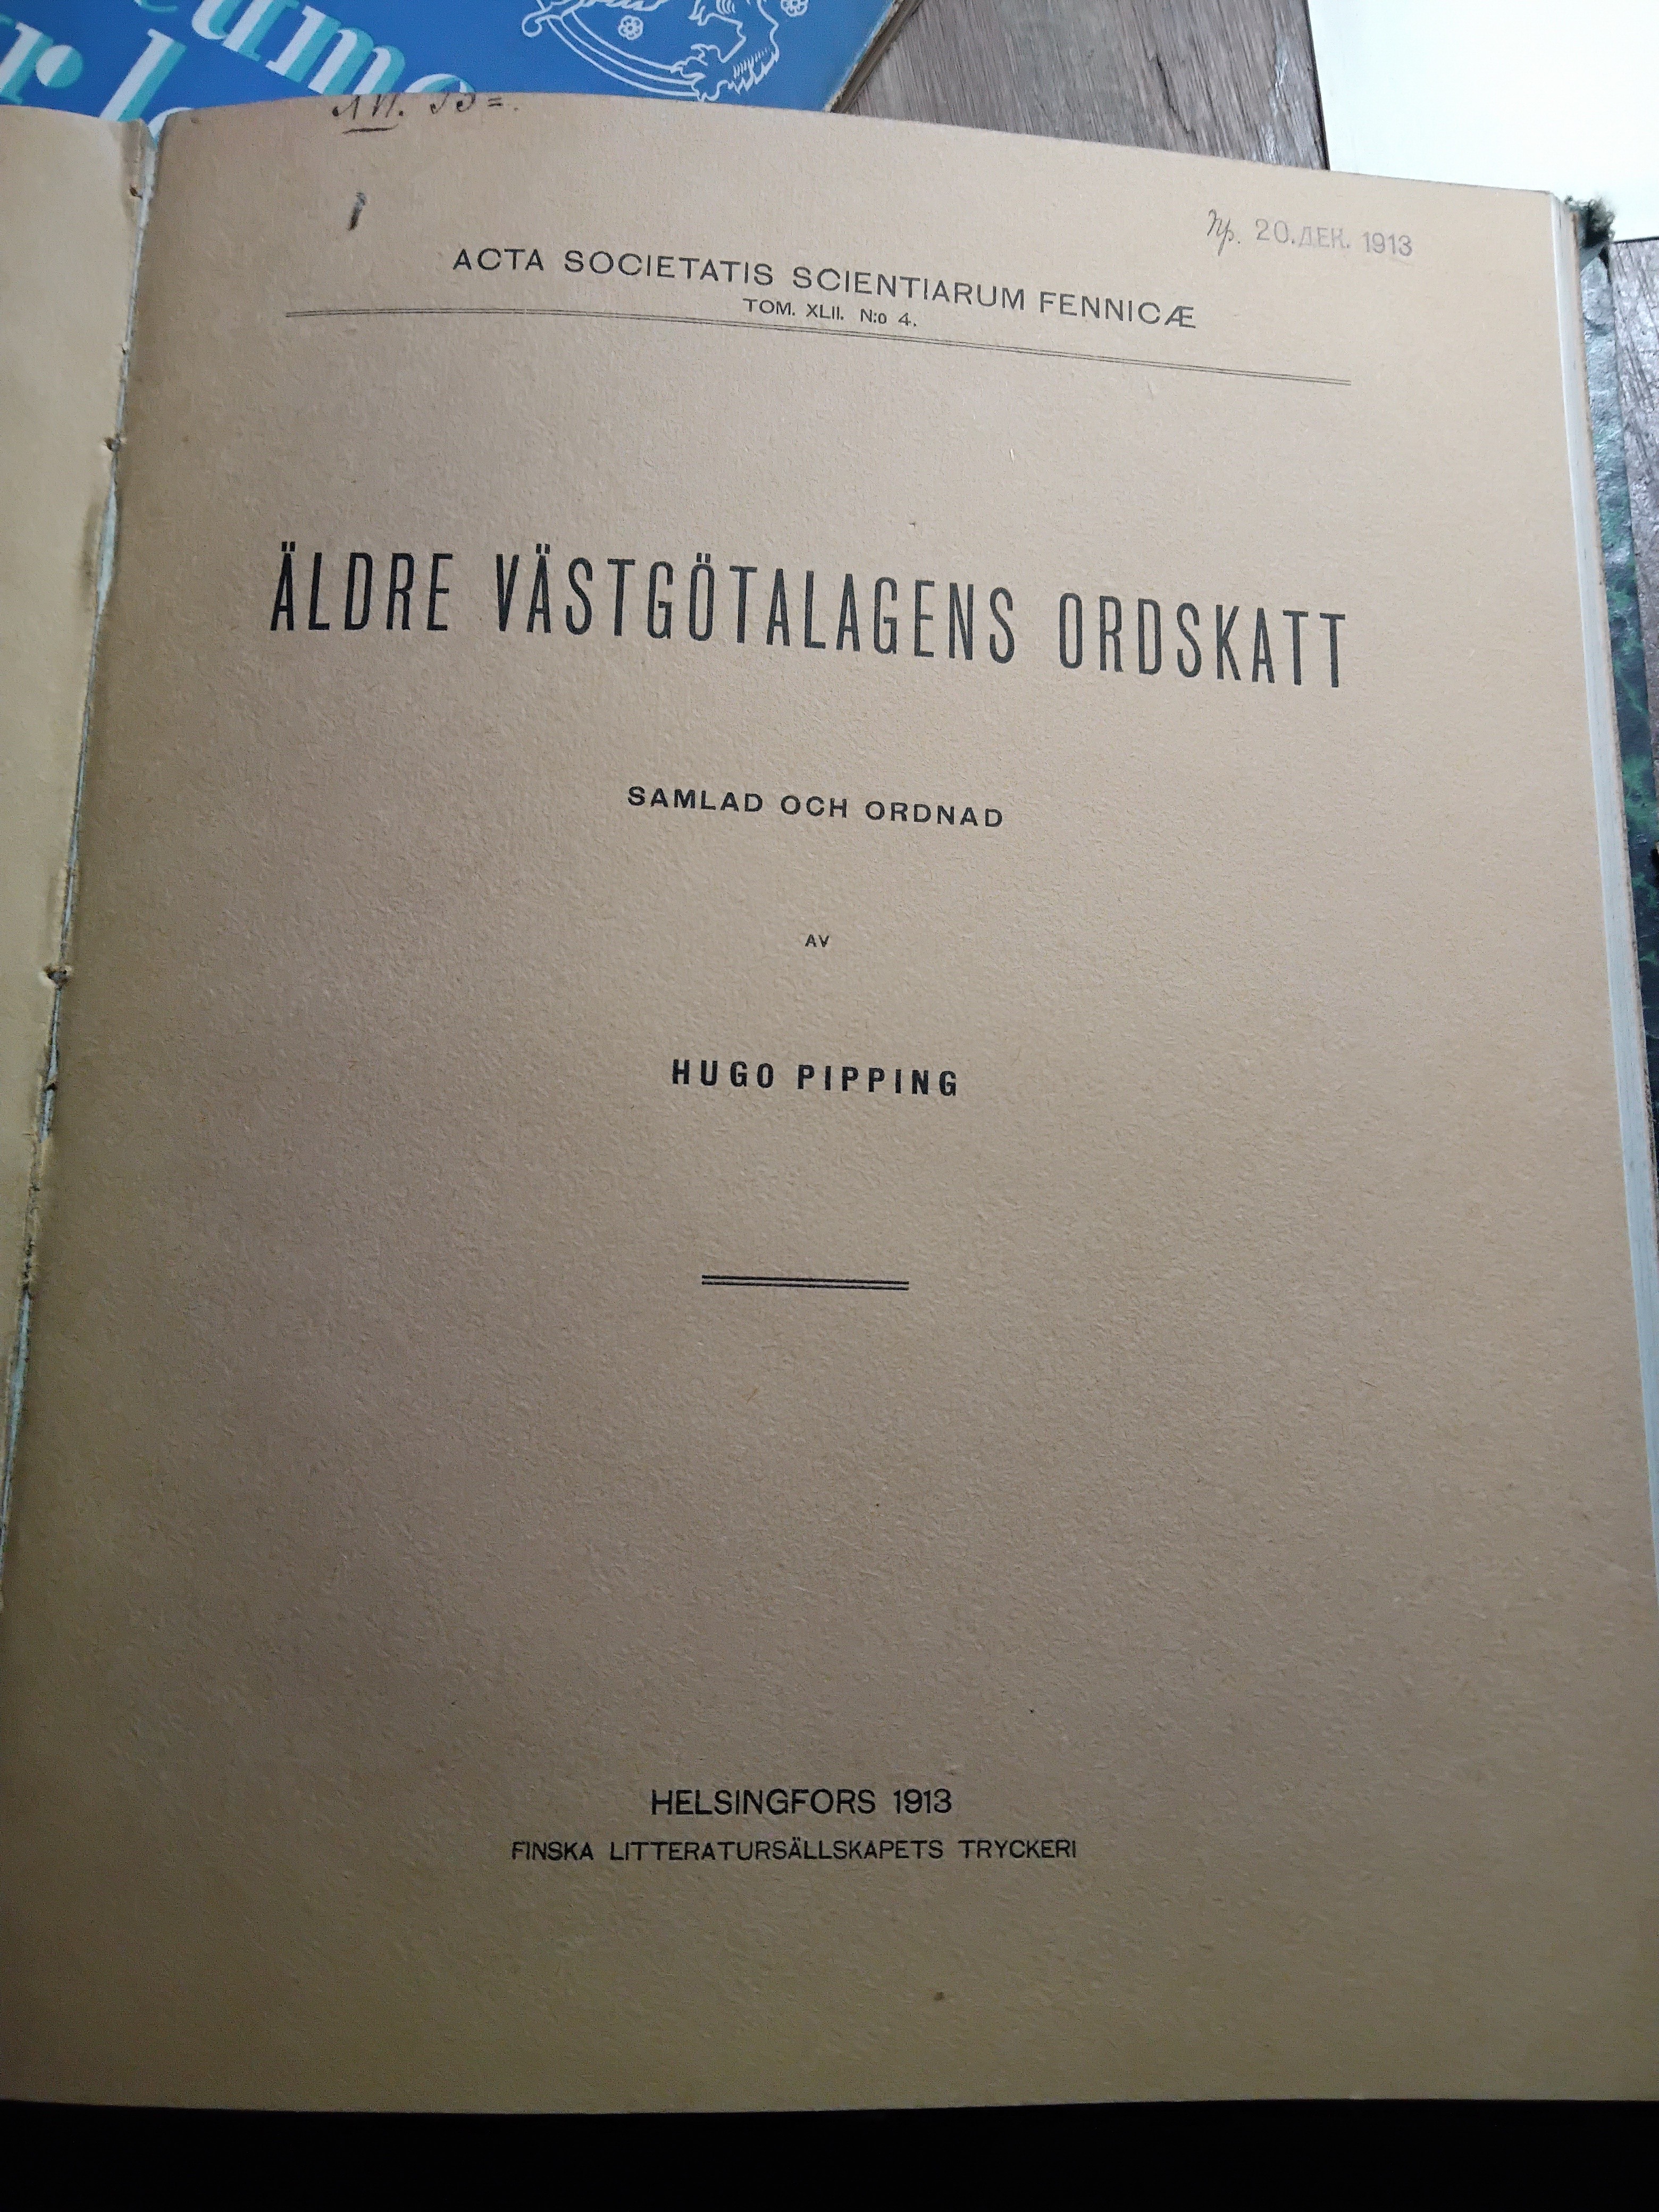 пр. 20.ДЕК. 1913
ACTA SOCIETATIS SCIENTIARUM FENNICÆ
TOM. XLII. N:o 4.
ÄLDRE VÄSTGÖTALAGENS ORDSKATT
SAMLAD OCH ORDNAD
AV
HUGO PIPPING
HELSINGFORS 1913
FINSKA LITTERATURSÄLLSKAPETS TRYCKERI